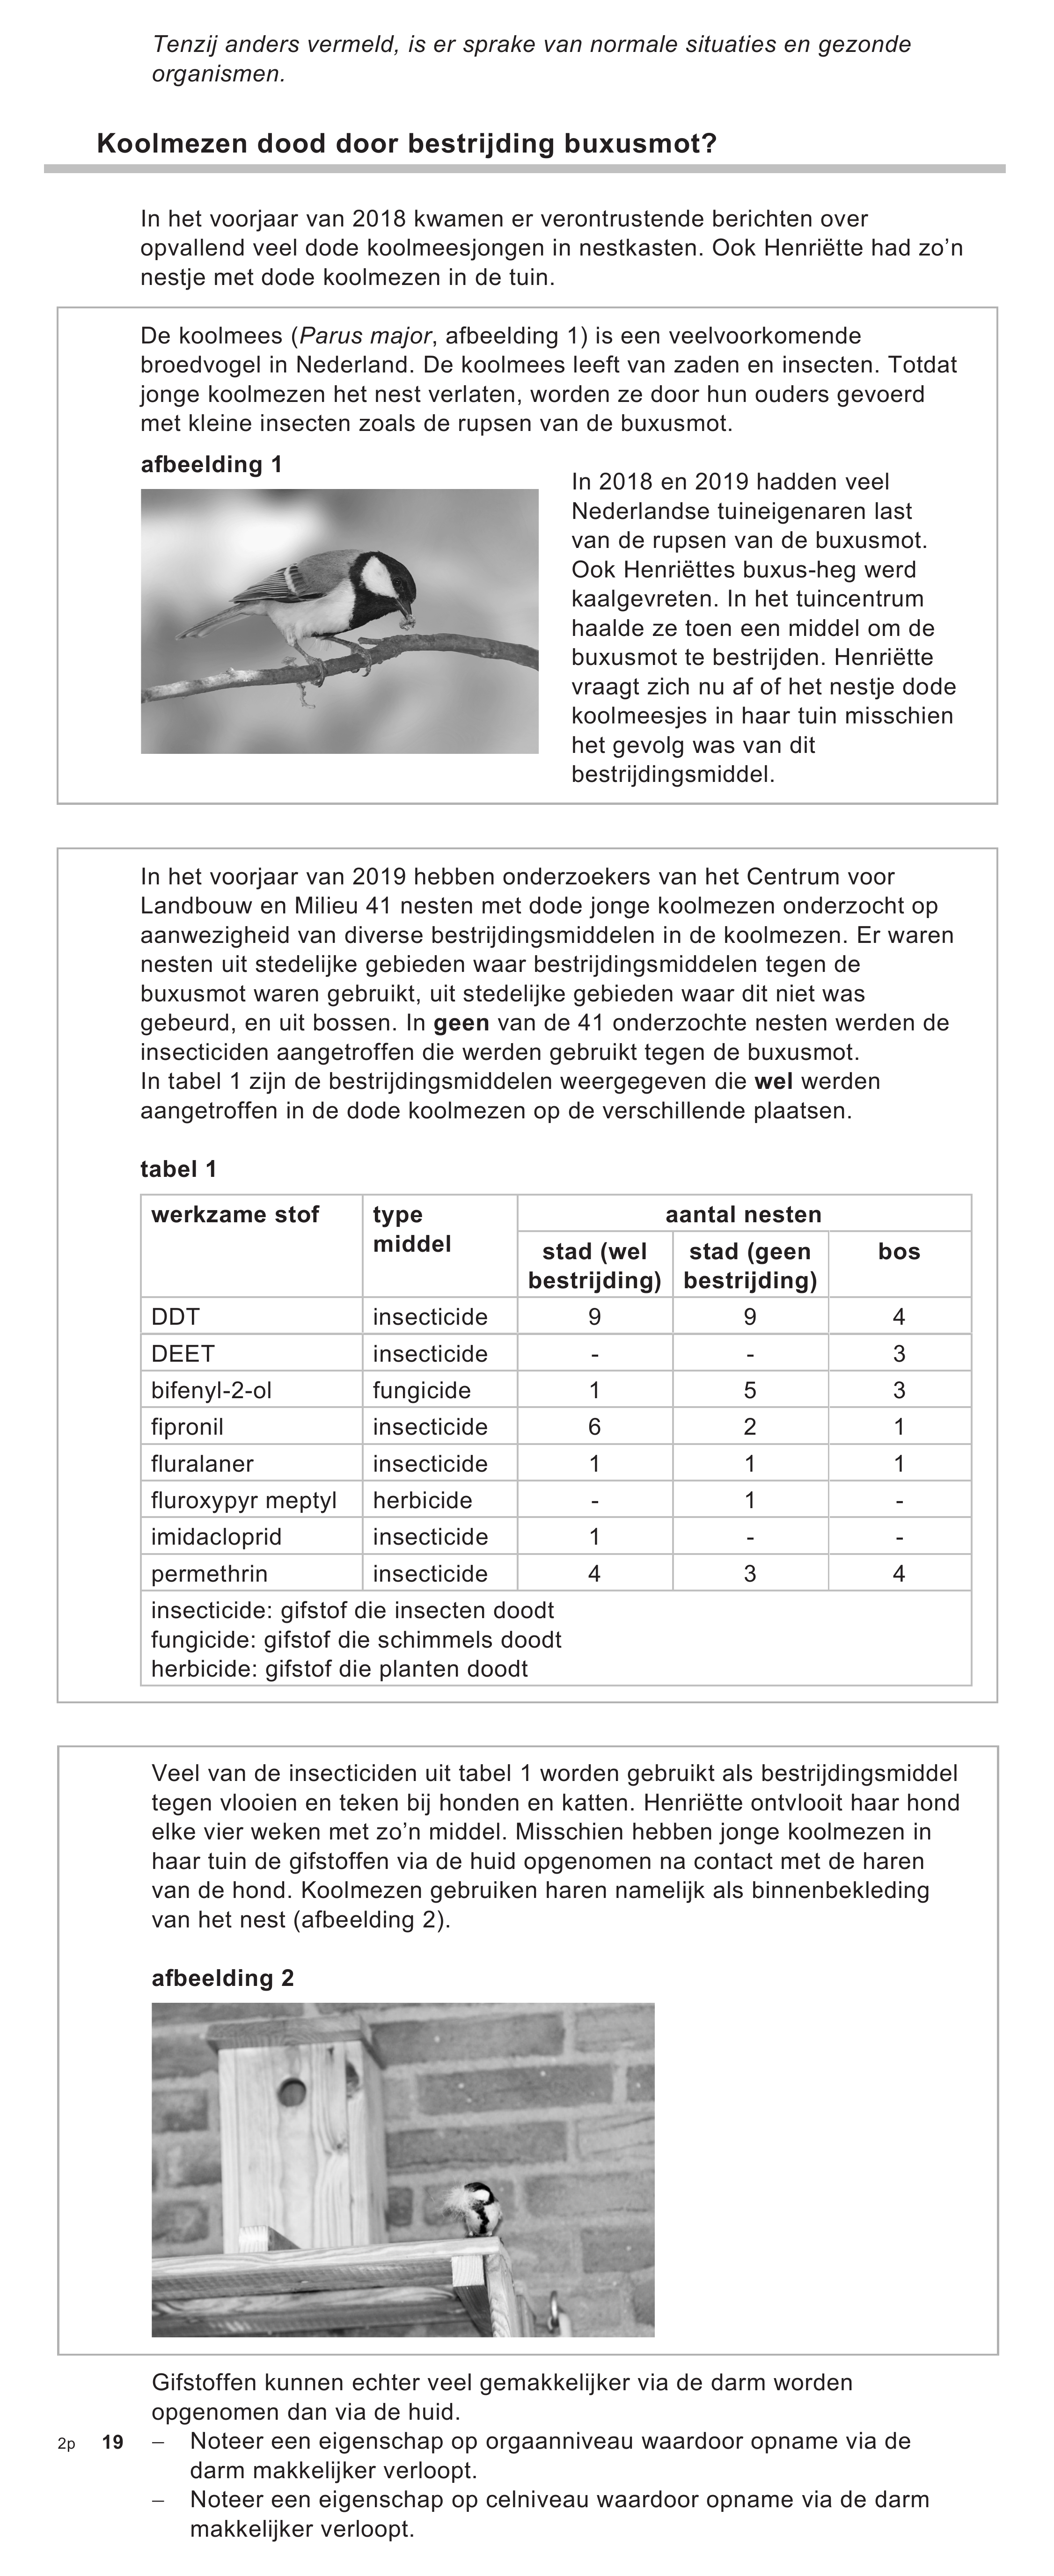 Tenzij anders vermeld, is er sprake van normale situaties en gezonde
organismen.
Koolmezen dood door bestrijding buxusmot?
In het voorjaar van 2018 kwamen er verontrustende berichten over
opvallend veel dode koolmeesjongen in nestkasten. Ook Henriëtte had zo’n
nestje met dode koolmezen in de tuin.
De koolmees (Parus major, afbeelding 1) is een veelvoorkomende
broedvogel in Nederland. De koolmees leeft van zaden en insecten. Totdat
jonge koolmezen het nest verlaten, worden ze door hun ouders gevoerd
met kleine insecten zoals de rupsen van de buxusmot.
afbeelding 1
In 2018 en 2019 hadden veel
Nederlandse tuineigenaren last
van de rupsen van de buxusmot.
Ook Henriëttes buxus-heg werd
kaalgevreten. In het tuincentrum
haalde ze toen een middel om de
buxusmot te bestrijden. Henriëtte
vraagt zich nu af of het nestje dode
koolmeesjes in haar tuin misschien
het gevolg was van dit
bestrijdingsmiddel.
In het voorjaar van 2019 hebben onderzoekers van het Centrum voor
Landbouw en Milieu 41 nesten met dode jonge koolmezen onderzocht op
aanwezigheid van diverse bestrijdingsmiddelen in de koolmezen. Er waren
nesten uit stedelijke gebieden waar bestrijdingsmiddelen tegen de
buxusmot waren gebruikt, uit stedelijke gebieden waar dit niet was
gebeurd, en uit bossen. In geen van de 41 onderzochte nesten werden de
insecticiden aangetroffen die werden gebruikt tegen de buxusmot.
In tabel 1 zijn de bestrijdingsmiddelen weergegeven die wel werden
aangetroffen in de dode koolmezen op de verschillende plaatsen.
tabel 1
werkzame stof type aantal nesten
middel stad (wel stad (geen bos
bestrijding) bestrijding)
DDT insecticide 9 9 4
DEET insecticide - - 3
bifenyl-2-ol fungicide 1 5 3
fipronil insecticide 6 2 1
fluralaner insecticide 1 1 1
fluroxypyr meptyl herbicide - 1 -
imidacloprid insecticide 1 - -
permethrin insecticide 4 3 4
insecticide: gifstof die insecten doodt
fungicide: gifstof die schimmels doodt
herbicide: gifstof die planten doodt
Veel van de insecticiden uit tabel 1 worden gebruikt als bestrijdingsmiddel
tegen vlooien en teken bij honden en katten. Henriëtte ontvlooit haar hond
elke vier weken met zo’n middel. Misschien hebben jonge koolmezen in
haar tuin de gifstoffen via de huid opgenomen na contact met de haren
van de hond. Koolmezen gebruiken haren namelijk als binnenbekleding
van het nest (afbeelding 2).
afbeelding 2
Gifstoffen kunnen echter veel gemakkelijker via de darm worden
opgenomen dan via de huid.
2p 19 – Noteer een eigenschap op orgaanniveau waardoor opname via de
darm makkelijker verloopt.
– Noteer een eigenschap op celniveau waardoor opname via de darm
makkelijker verloopt.